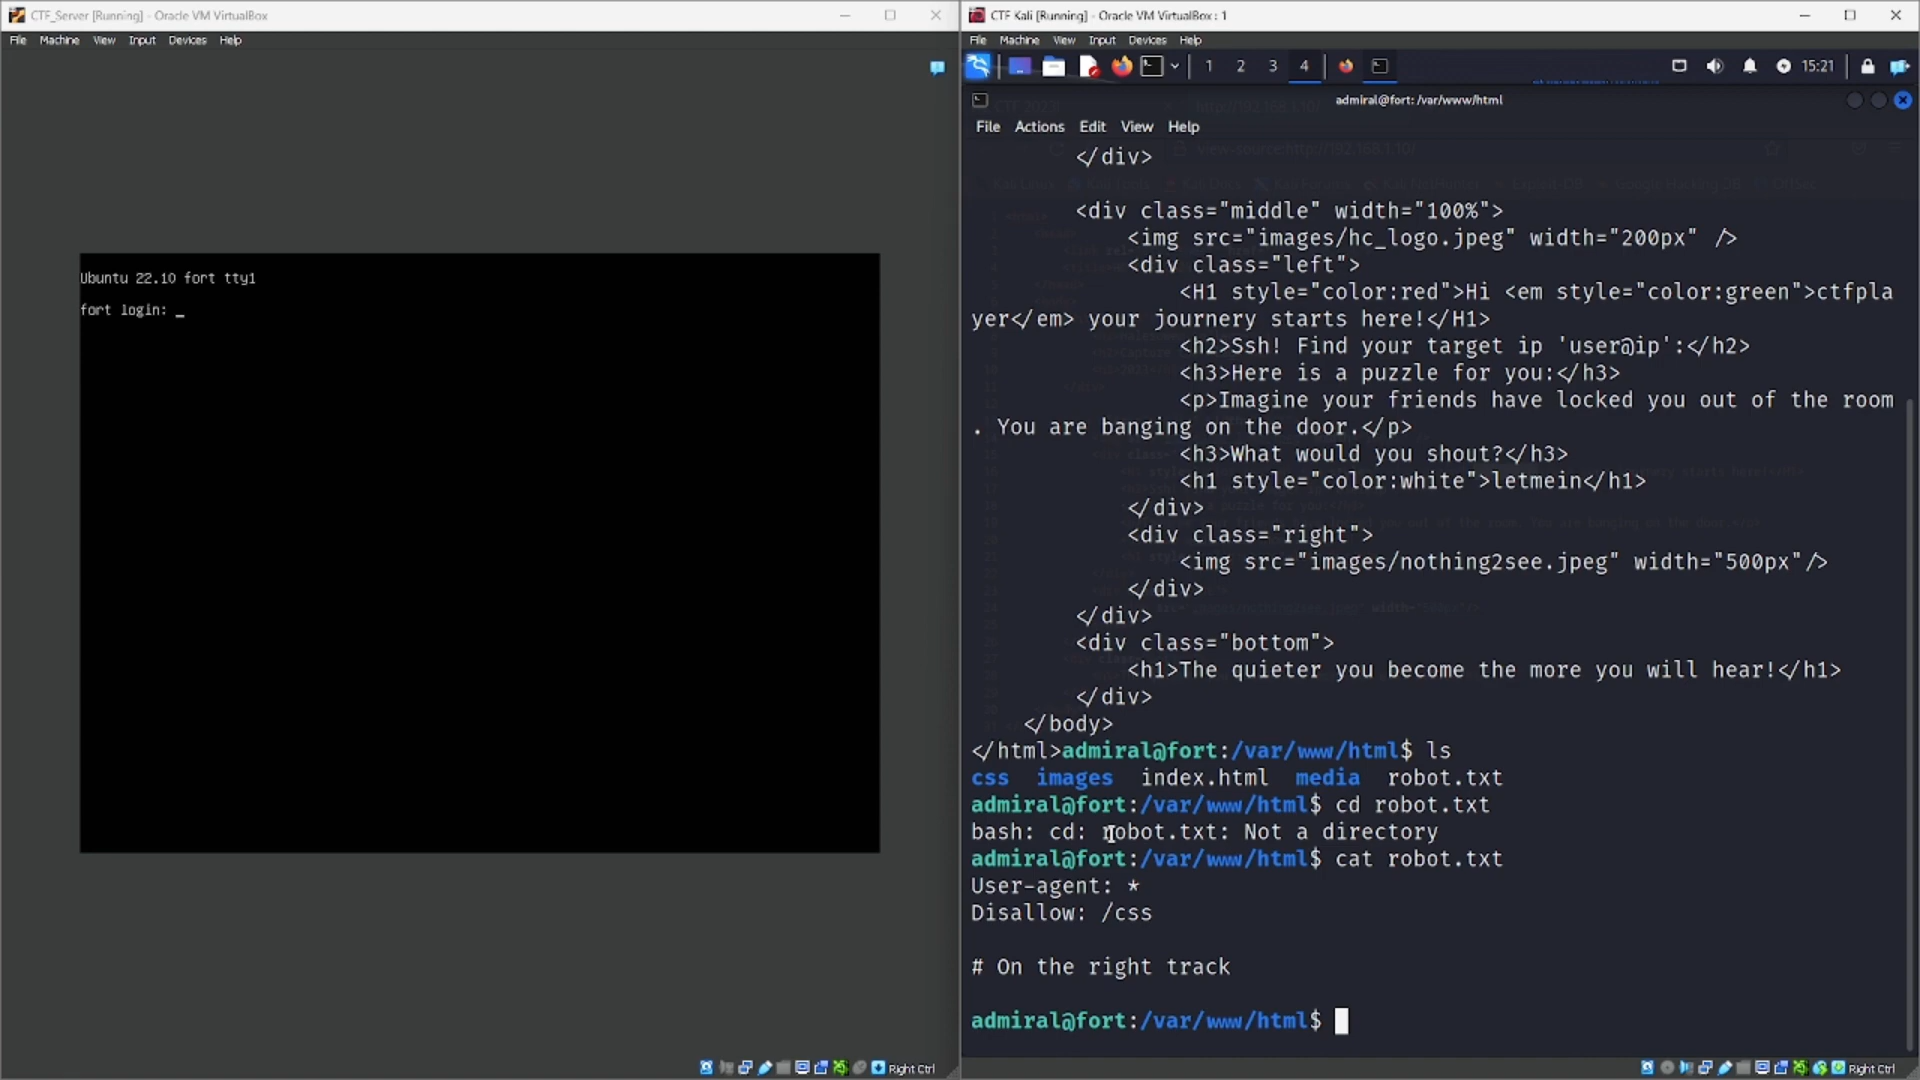 CTF_Server [Running] - Oracle VM VirtualBox
File Machine View Input Devices Help
Ubuntu 22.10 fort tty1
fort login: _
Right Ctrl
CTF Kali [Running] - Oracle VM VirtualBox : 1
File Machine View Input Devices Help
1 2 3 4
15:21
admiral@fort: /var/www/html
File Actions Edit View Help
</div>
<div class="middle" width="100%">
<img src="images/hc_logo.jpeg" width="200px" />
<div class="left">
<H1 style="color:red">Hi <em style="color:green">ctfpla
yer</em> your journery starts here!</H1>
<h2>Ssh! Find your target ip 'user@ip':</h2>
<h3>Here is a puzzle for you:</h3>
<p>Imagine your friends have locked you out of the room
. You are banging on the door.</p>
<h3>What would you shout?</h3>
<h1 style="color:white">letmein</h1>
</div>
<div class="right">
<img src="images/nothing2see.jpeg" width="500px"/>
</div>
</div>
<div class="bottom">
<h1>The quieter you become the more you will hear!</h1>
</div>
</body>
</html>admiral@fort:/var/www/html$ ls
css images index.html media robot.txt
admiral@fort:/var/www/html$ cd robot.txt
bash: cd: robot.txt: Not a directory
admiral@fort:/var/www/html$ cat robot.txt
User-agent: *
Disallow: /css
# On the right track
admiral@fort:/var/www/html$
Right Ctrl